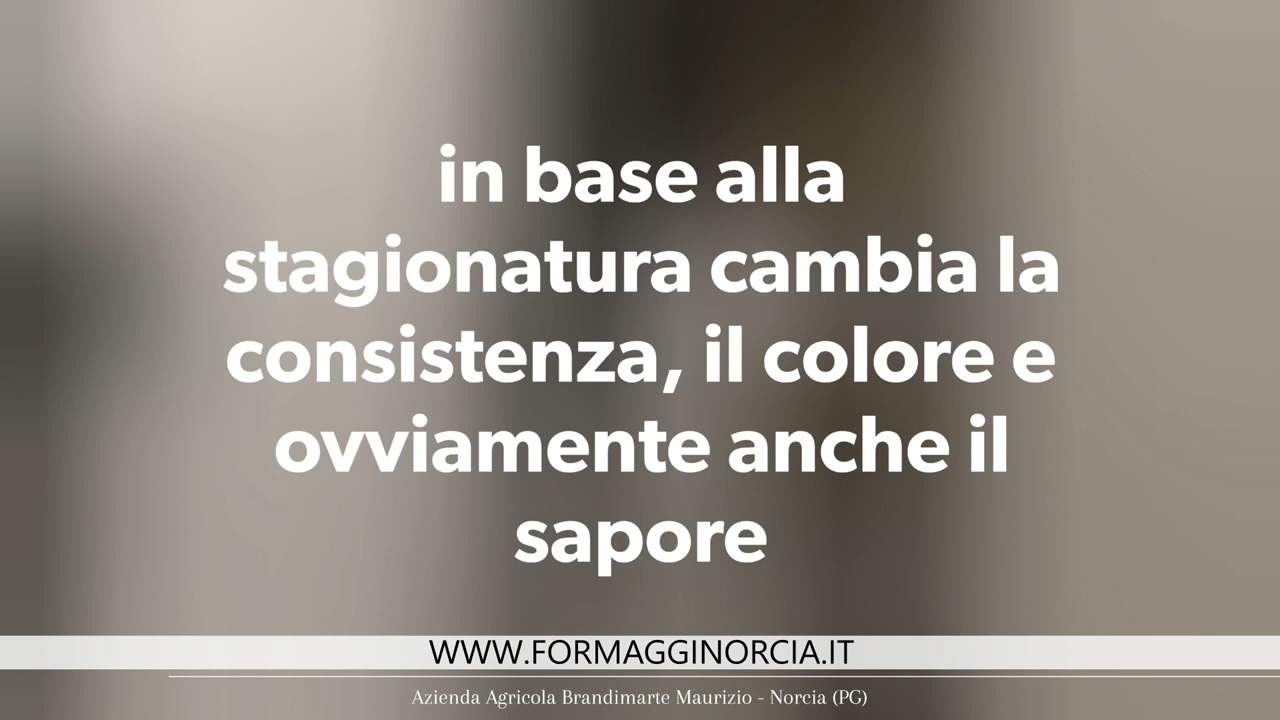 in base alla
stagionatura cambia la
consistenza, il colore e
ovviamente anche il
sapore
WWW.FORMAGGINORCIA.IT
Azienda Agricola Brandimarte Maurizio - Norcia (PG)